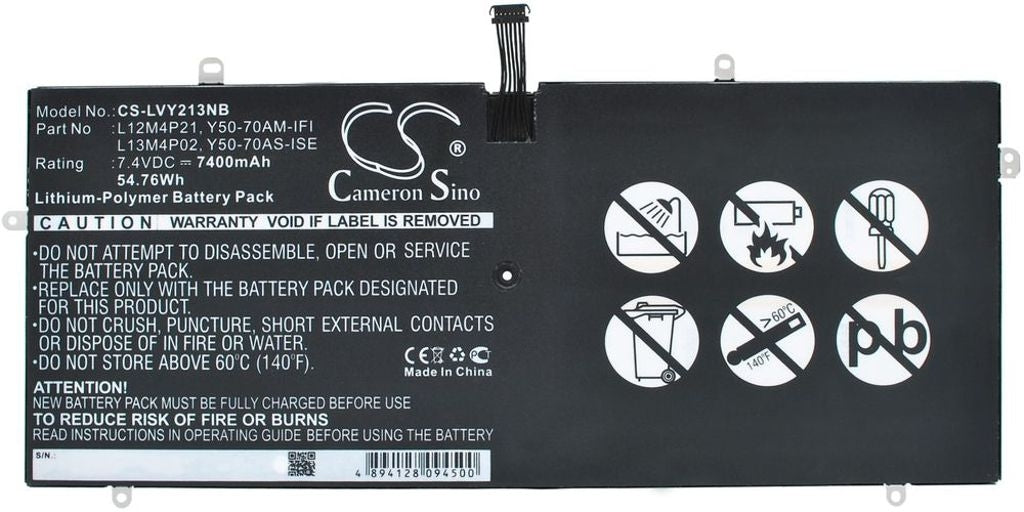 Model No.: CS-LVY213NB
Part No : L12M4P21, Y50-70AM-IFI
L13M4P02, Y50-70AS-ISE
Rating : 7.4VDC ⎓ 7400mAh
54.76Wh
Lithium-Polymer Battery Pack
CS®
Cameron Sino
CAUTION WARRANTY VOID IF LABEL IS REMOVED
•DO NOT ATTEMPT TO DISASSEMBLE, OPEN OR SERVICE
THE BATTERY PACK.
•REPLACE ONLY WITH THE BATTERY PACK DESIGNATED
FOR THIS PRODUCT.
•DO NOT CRUSH, PUNCTURE, SHORT EXTERNAL CONTACTS
OR DISPOSE OF IN FIRE OR WATER.
•DO NOT STORE ABOVE 60°C (140°F).
CE
Made In China
ATTENTION!
NEW BATTERY PACK MUST BE FULLY CHARGED BEFORE USE
TO REDUCE RISK OF FIRE OR BURNS
READ INSTRUCTIONS IN OPERATING GUIDE BEFORE USING THE BATTERY
S/N.:
4 894128 094500
>60°C
140°F
pb